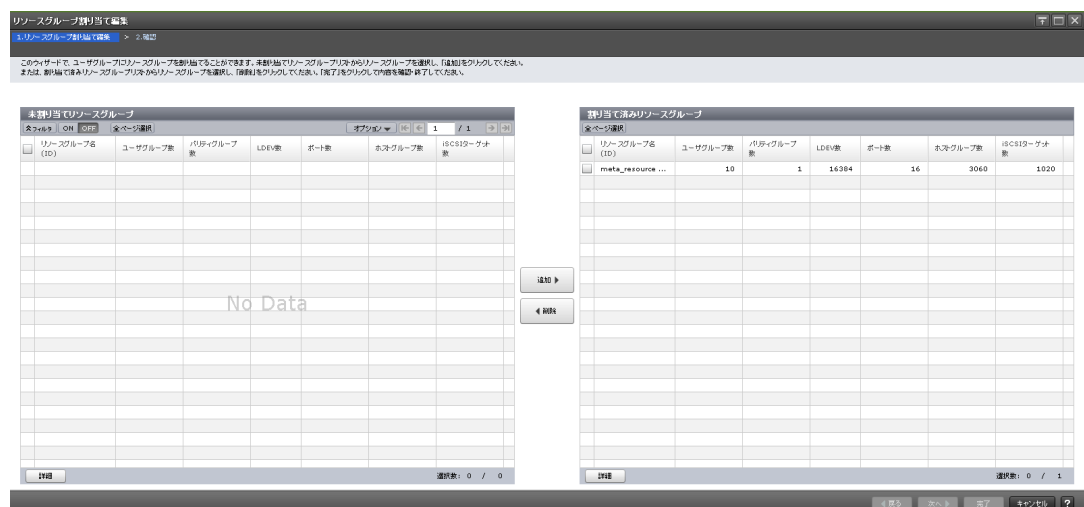 リソースグループ割り当て編集
1.リソースグループ割り当て編集 > 2.確認
このウィザードで、ユーザグループにリソースグループを割り当てることができます。未割り当てリソースグループリストからリソースグループを選択し、「追加」をクリックしてください。
または、割り当て済みリソースグループリストからリソースグループを選択し、「削除」をクリックしてください。「完了」をクリックして内容を確認・終了してください。
未割り当てリソースグループ
フィルタ ON OFF 全ページ選択 オプション 1 / 1
リソースグループ名 (ID) ユーザグループ数 パリティグループ数 LDEV数 ポート数 ホストグループ数 iSCSIターゲット数
No Data
詳細 選択数: 0 / 0
追加
削除
割り当て済みリソースグループ
全ページ選択
リソースグループ名 (ID) ユーザグループ数 パリティグループ数 LDEV数 ポート数 ホストグループ数 iSCSIターゲット数
meta_resource ... 10 1 16384 16 3060 1020
詳細 選択数: 0 / 1
戻る 次へ 完了 キャンセル ?